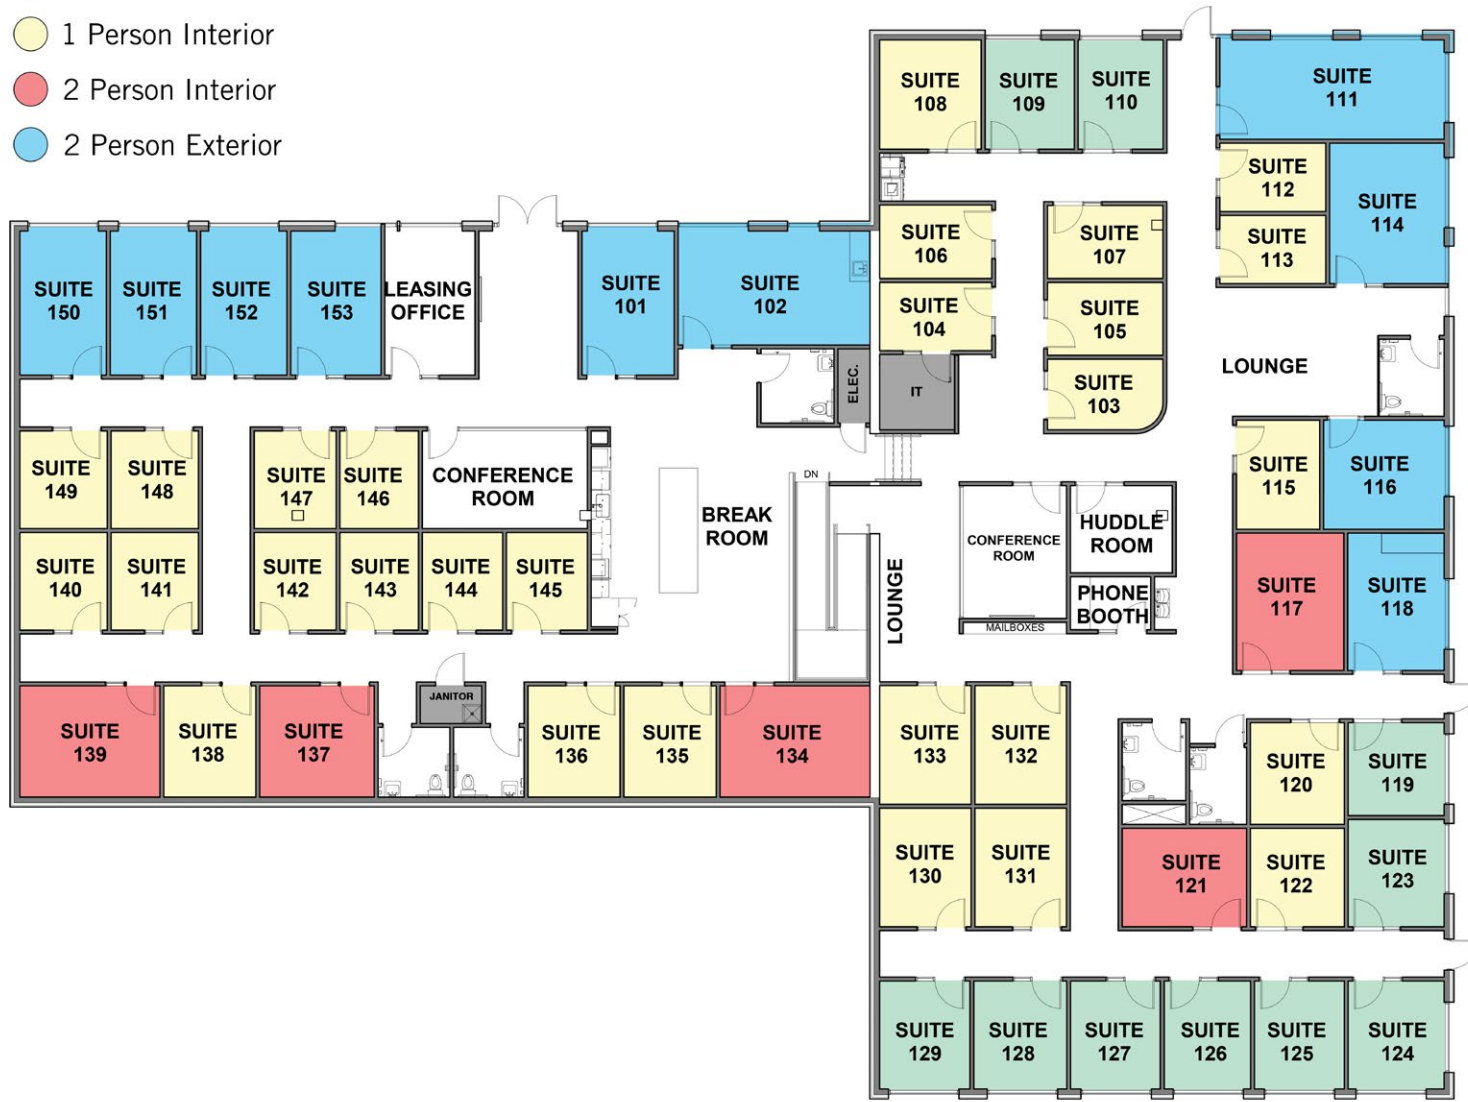 1 Person Interior
2 Person Interior
2 Person Exterior
SUITE
108
SUITE
109
SUITE
110
SUITE
111
SUITE
112
SUITE
113
SUITE
114
SUITE
106
SUITE
107
SUITE
104
SUITE
105
SUITE
103
IT
ELEC.
LOUNGE
SUITE
150
SUITE
151
SUITE
152
SUITE
153
LEASING
OFFICE
SUITE
101
SUITE
102
SUITE
149
SUITE
148
SUITE
147
SUITE
146
CONFERENCE
ROOM
BREAK
ROOM
DN
SUITE
140
SUITE
141
SUITE
142
SUITE
143
SUITE
144
SUITE
145
LOUNGE
CONFERENCE
ROOM
HUDDLE
ROOM
PHONE
BOOTH
MAILBOXES
SUITE
115
SUITE
116
SUITE
117
SUITE
118
SUITE
139
SUITE
138
SUITE
137
JANITOR
SUITE
136
SUITE
135
SUITE
134
SUITE
133
SUITE
132
SUITE
120
SUITE
119
SUITE
130
SUITE
131
SUITE
121
SUITE
122
SUITE
123
SUITE
129
SUITE
128
SUITE
127
SUITE
126
SUITE
125
SUITE
124